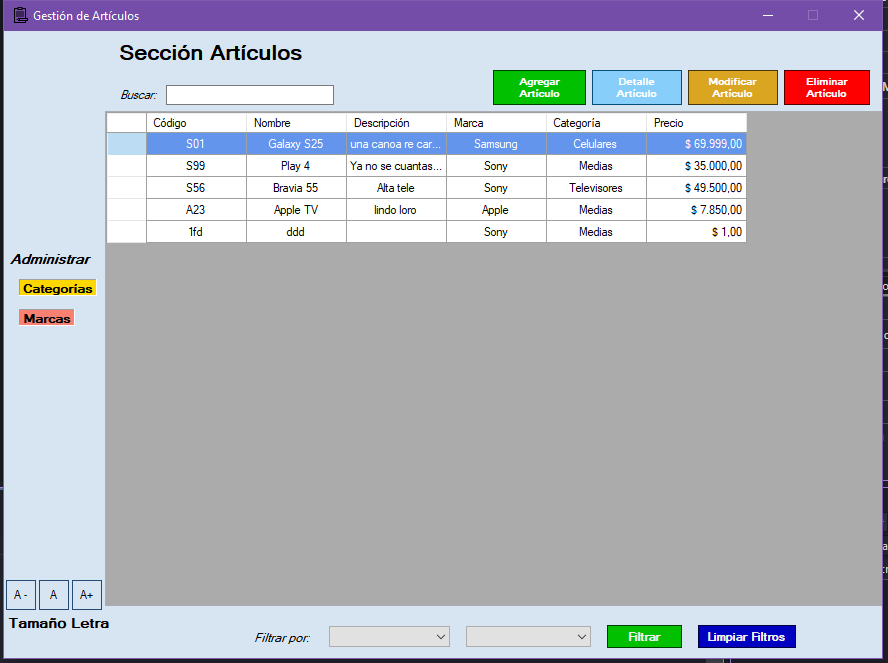 Gestión de Artículos
Sección Artículos
Buscar:
Agregar Artículo
Detalle Artículo
Modificar Artículo
Eliminar Artículo
Código Nombre Descripción Marca Categoría Precio
S01 Galaxy S25 una canoa re car... Samsung Celulares $ 69.999,00
S99 Play 4 Ya no se cuantas... Sony Medias $ 35.000,00
S56 Bravia 55 Alta tele Sony Televisores $ 49.500,00
A23 Apple TV lindo loro Apple Medias $ 7.850,00
1fd ddd Sony Medias $ 1,00
Administrar
Categorías
Marcas
A - A A+
Tamaño Letra
Filtrar por: Filtrar Limpiar Filtros